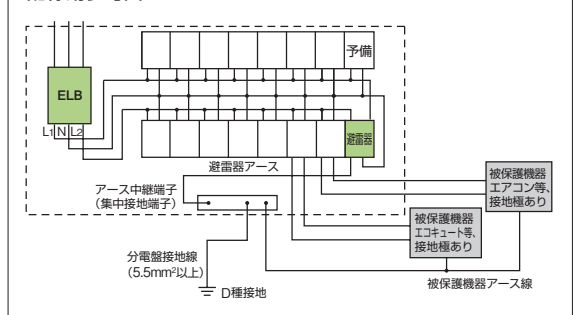 予備
ELB
L1 N L2
避雷器
避雷器アース
アース中継端子
(集中接地端子)
被保護機器
エアコン等、
接地極あり
被保護機器
エコキュート等、
接地極あり
分電盤接地線
(5.5mm²以上)
D種接地
被保護機器アース線